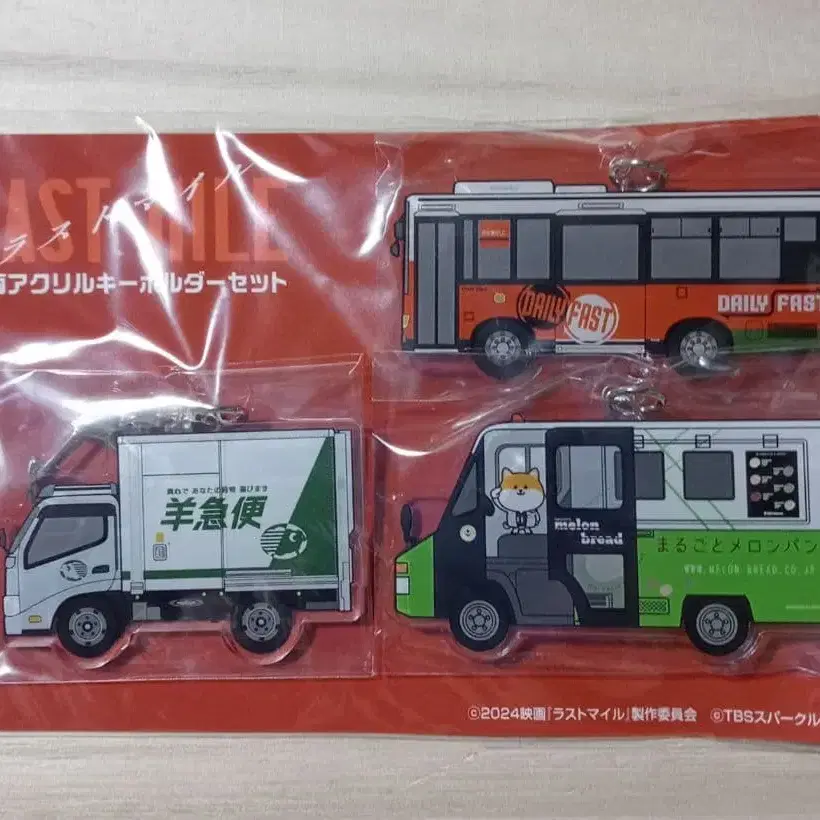 LAST MILE
ラストマイル
両アクリルキーホルダーセット
DAILY FAST
DAILY FAST
羊急便
melon
bread
まるごとメロンパン
WWW.MELON-BREAD.CO.JP
©2024映画『ラストマイル』製作委員会 ©TBSスパークル